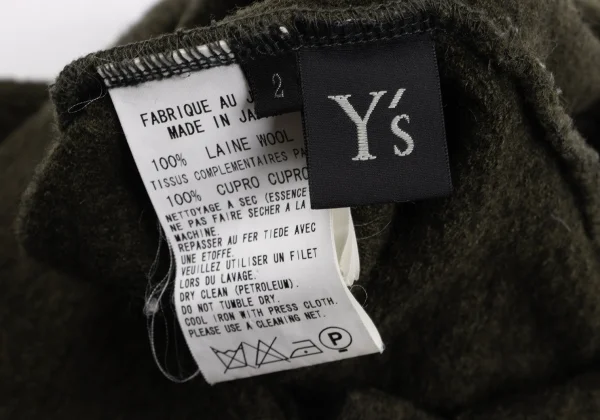 FABRIQUE AU
MADE IN
100% LAINE WOOL
TISSUS COMPLEMENTAIRES
100% CUPRO CUPRO
NETTOYAGE A SEC (ESSENCE
NE PAS FAIRE SECHER A LA
MACHINE.
REPASSER AU FER TIEDE AVEC
UNE ETOFFE.
VEUILLEZ UTILISER UN FILET
LORS DU LAVAGE.
DRY CLEAN (PETROLEUM).
DO NOT TUMBLE DRY.
COOL IRON WITH PRESS CLOTH.
PLEASE USE A CLEANING NET.
P
2
Y's